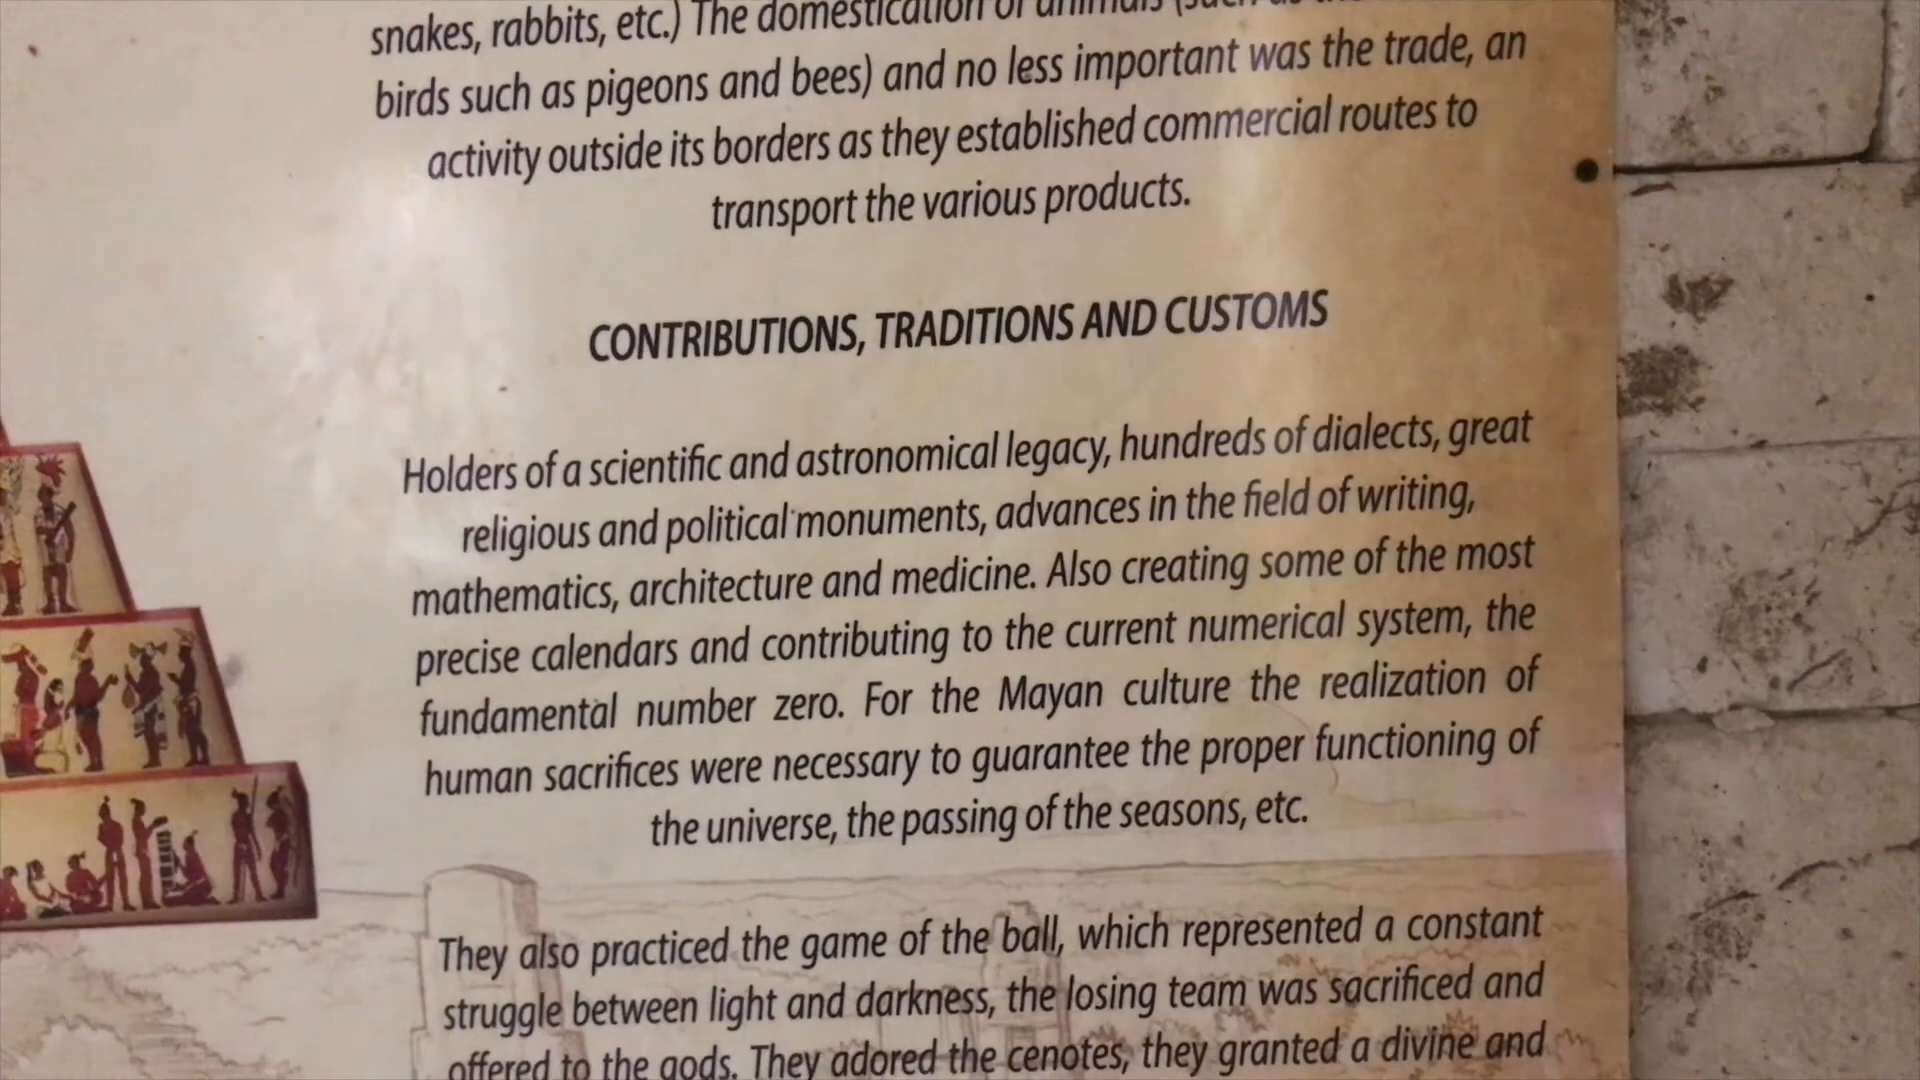 snakes, rabbits, etc.) The domestication of animals (such as
birds such as pigeons and bees) and no less important was the trade, an
activity outside its borders as they established commercial routes to
transport the various products.
CONTRIBUTIONS, TRADITIONS AND CUSTOMS
Holders of a scientific and astronomical legacy, hundreds of dialects, great
religious and political monuments, advances in the field of writing,
mathematics, architecture and medicine. Also creating some of the most
precise calendars and contributing to the current numerical system, the
fundamental number zero. For the Mayan culture the realization of
human sacrifices were necessary to guarantee the proper functioning of
the universe, the passing of the seasons, etc.
They also practiced the game of the ball, which represented a constant
struggle between light and darkness, the losing team was sacrificed and
offered to the gods. They adored the cenotes, they granted a divine and